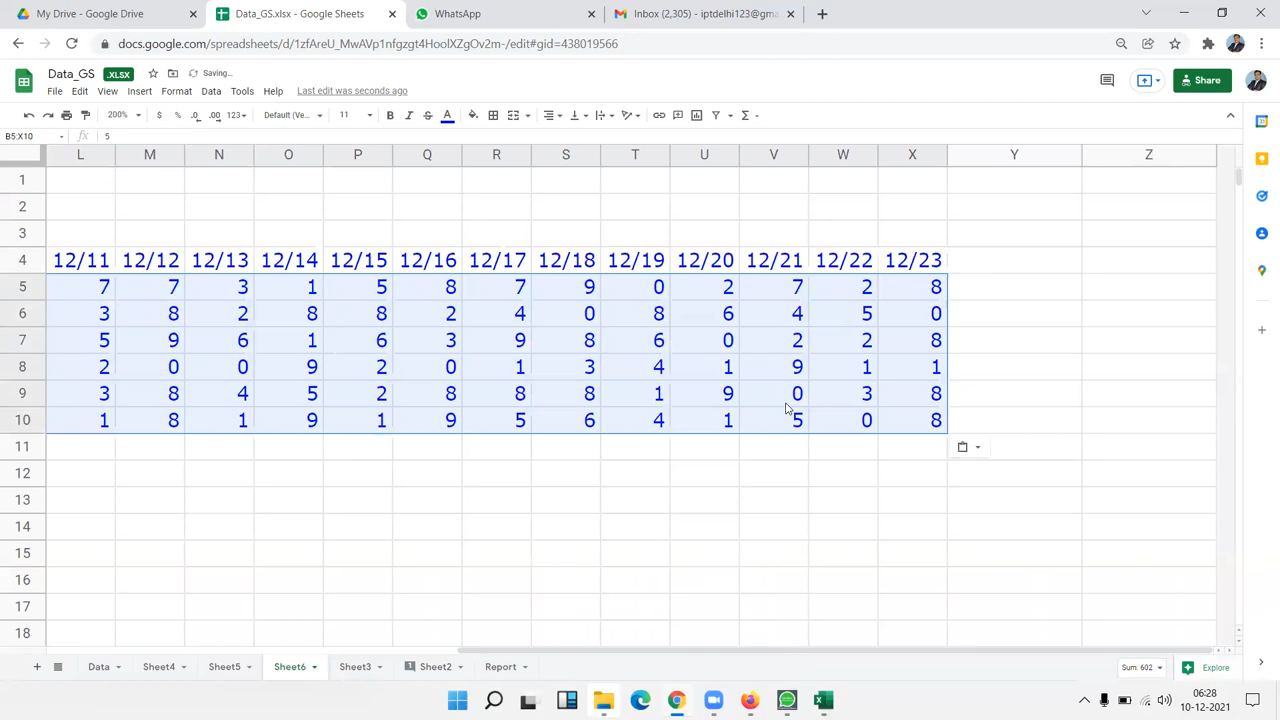 My Drive - Google Drive
Data_GS.xlsx - Google Sheets
WhatsApp
Inbox (2,305) - iptdelhi123@gma
docs.google.com/spreadsheets/d/1zfAreU_MwAVp1nfgzgt4HoolXZgOv2m-/edit#gid=438019566
Data_GS .XLSX Saving...
Share
File Edit View Insert Format Data Tools Help Last edit was seconds ago
200% $ % .0 .00 123 Default (Ve... 11 B I S A
B5:X10 fx 5
L M N O P Q R S T U V W X Y Z
1
2
3
4 12/11 12/12 12/13 12/14 12/15 12/16 12/17 12/18 12/19 12/20 12/21 12/22 12/23
5 7 7 3 1 5 8 7 9 0 2 7 2 8
6 3 8 2 8 8 2 4 0 8 6 4 5 0
7 5 9 6 1 6 3 9 8 6 0 2 2 8
8 2 0 0 9 2 0 1 3 4 1 9 1 1
9 3 8 4 5 2 8 8 8 1 9 0 3 8
10 1 8 1 9 1 9 5 6 4 1 5 0 8
11
12
13
14
15
16
17
18
Data Sheet4 Sheet5 Sheet6 Sheet3 1 Sheet2 Report Sum: 602 Explore
06:28
10-12-2021